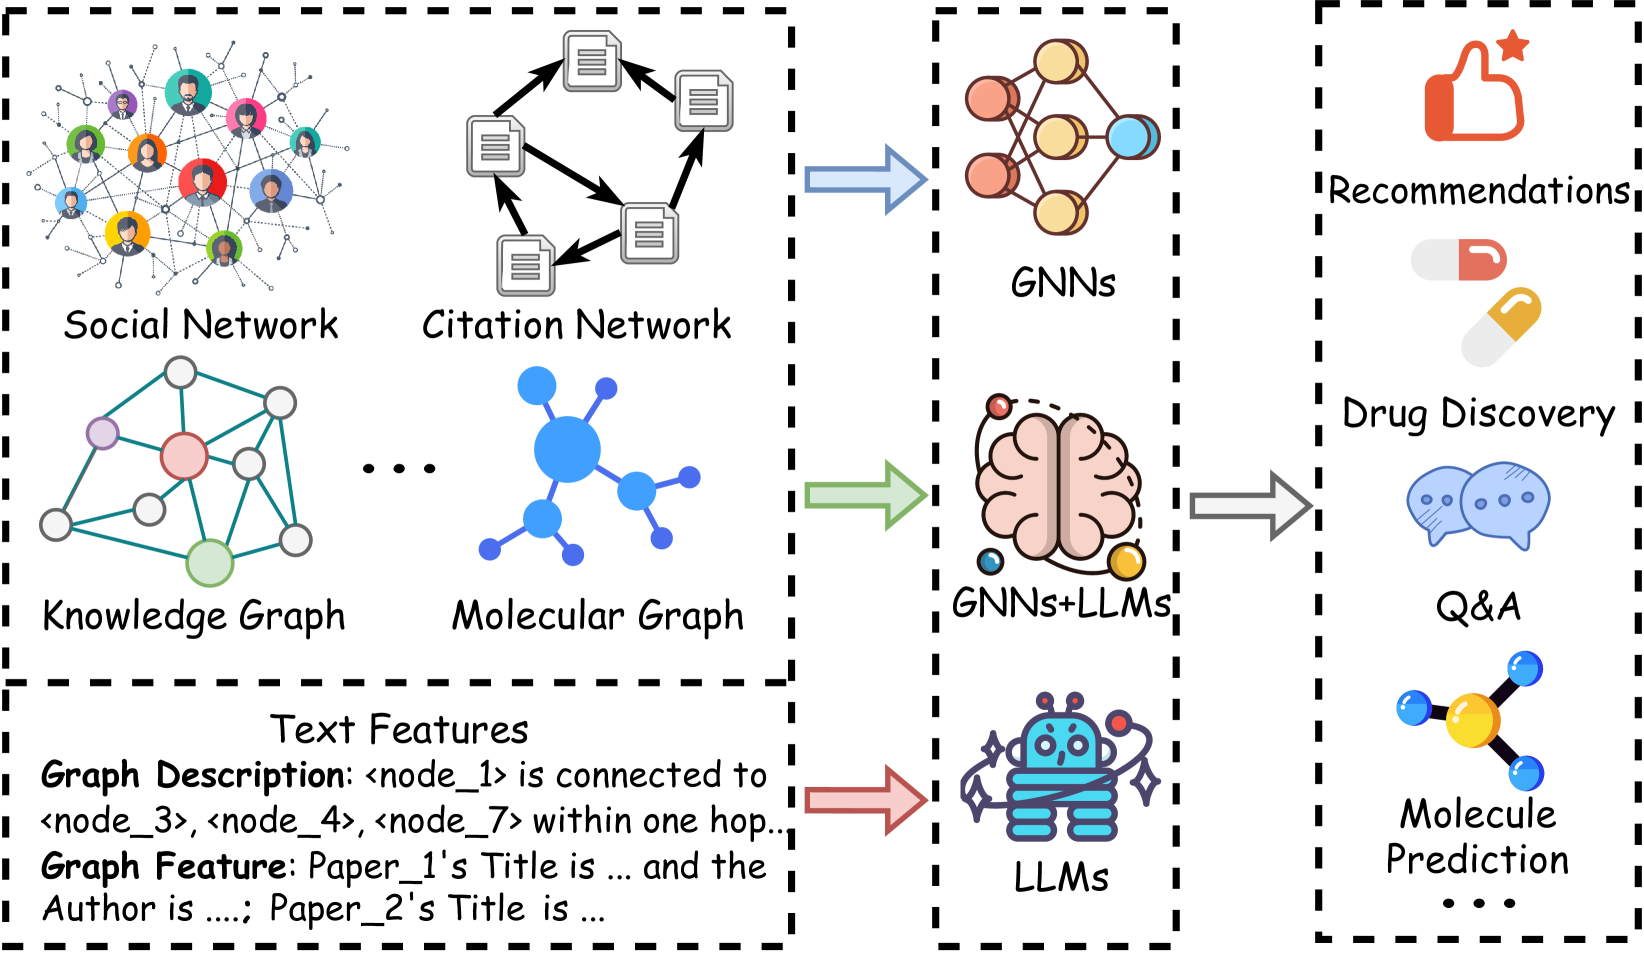 Social Network
Citation Network
Knowledge Graph
Molecular Graph
Text Features
Graph Description: <node_1> is connected to
<node_3>, <node_4>, <node_7> within one hop...
Graph Feature: Paper_1's Title is ... and the
Author is ....; Paper_2's Title is ...
GNNs
GNNs+LLMs
LLMs
Recommendations
Drug Discovery
Q&A
Molecule
Prediction
...